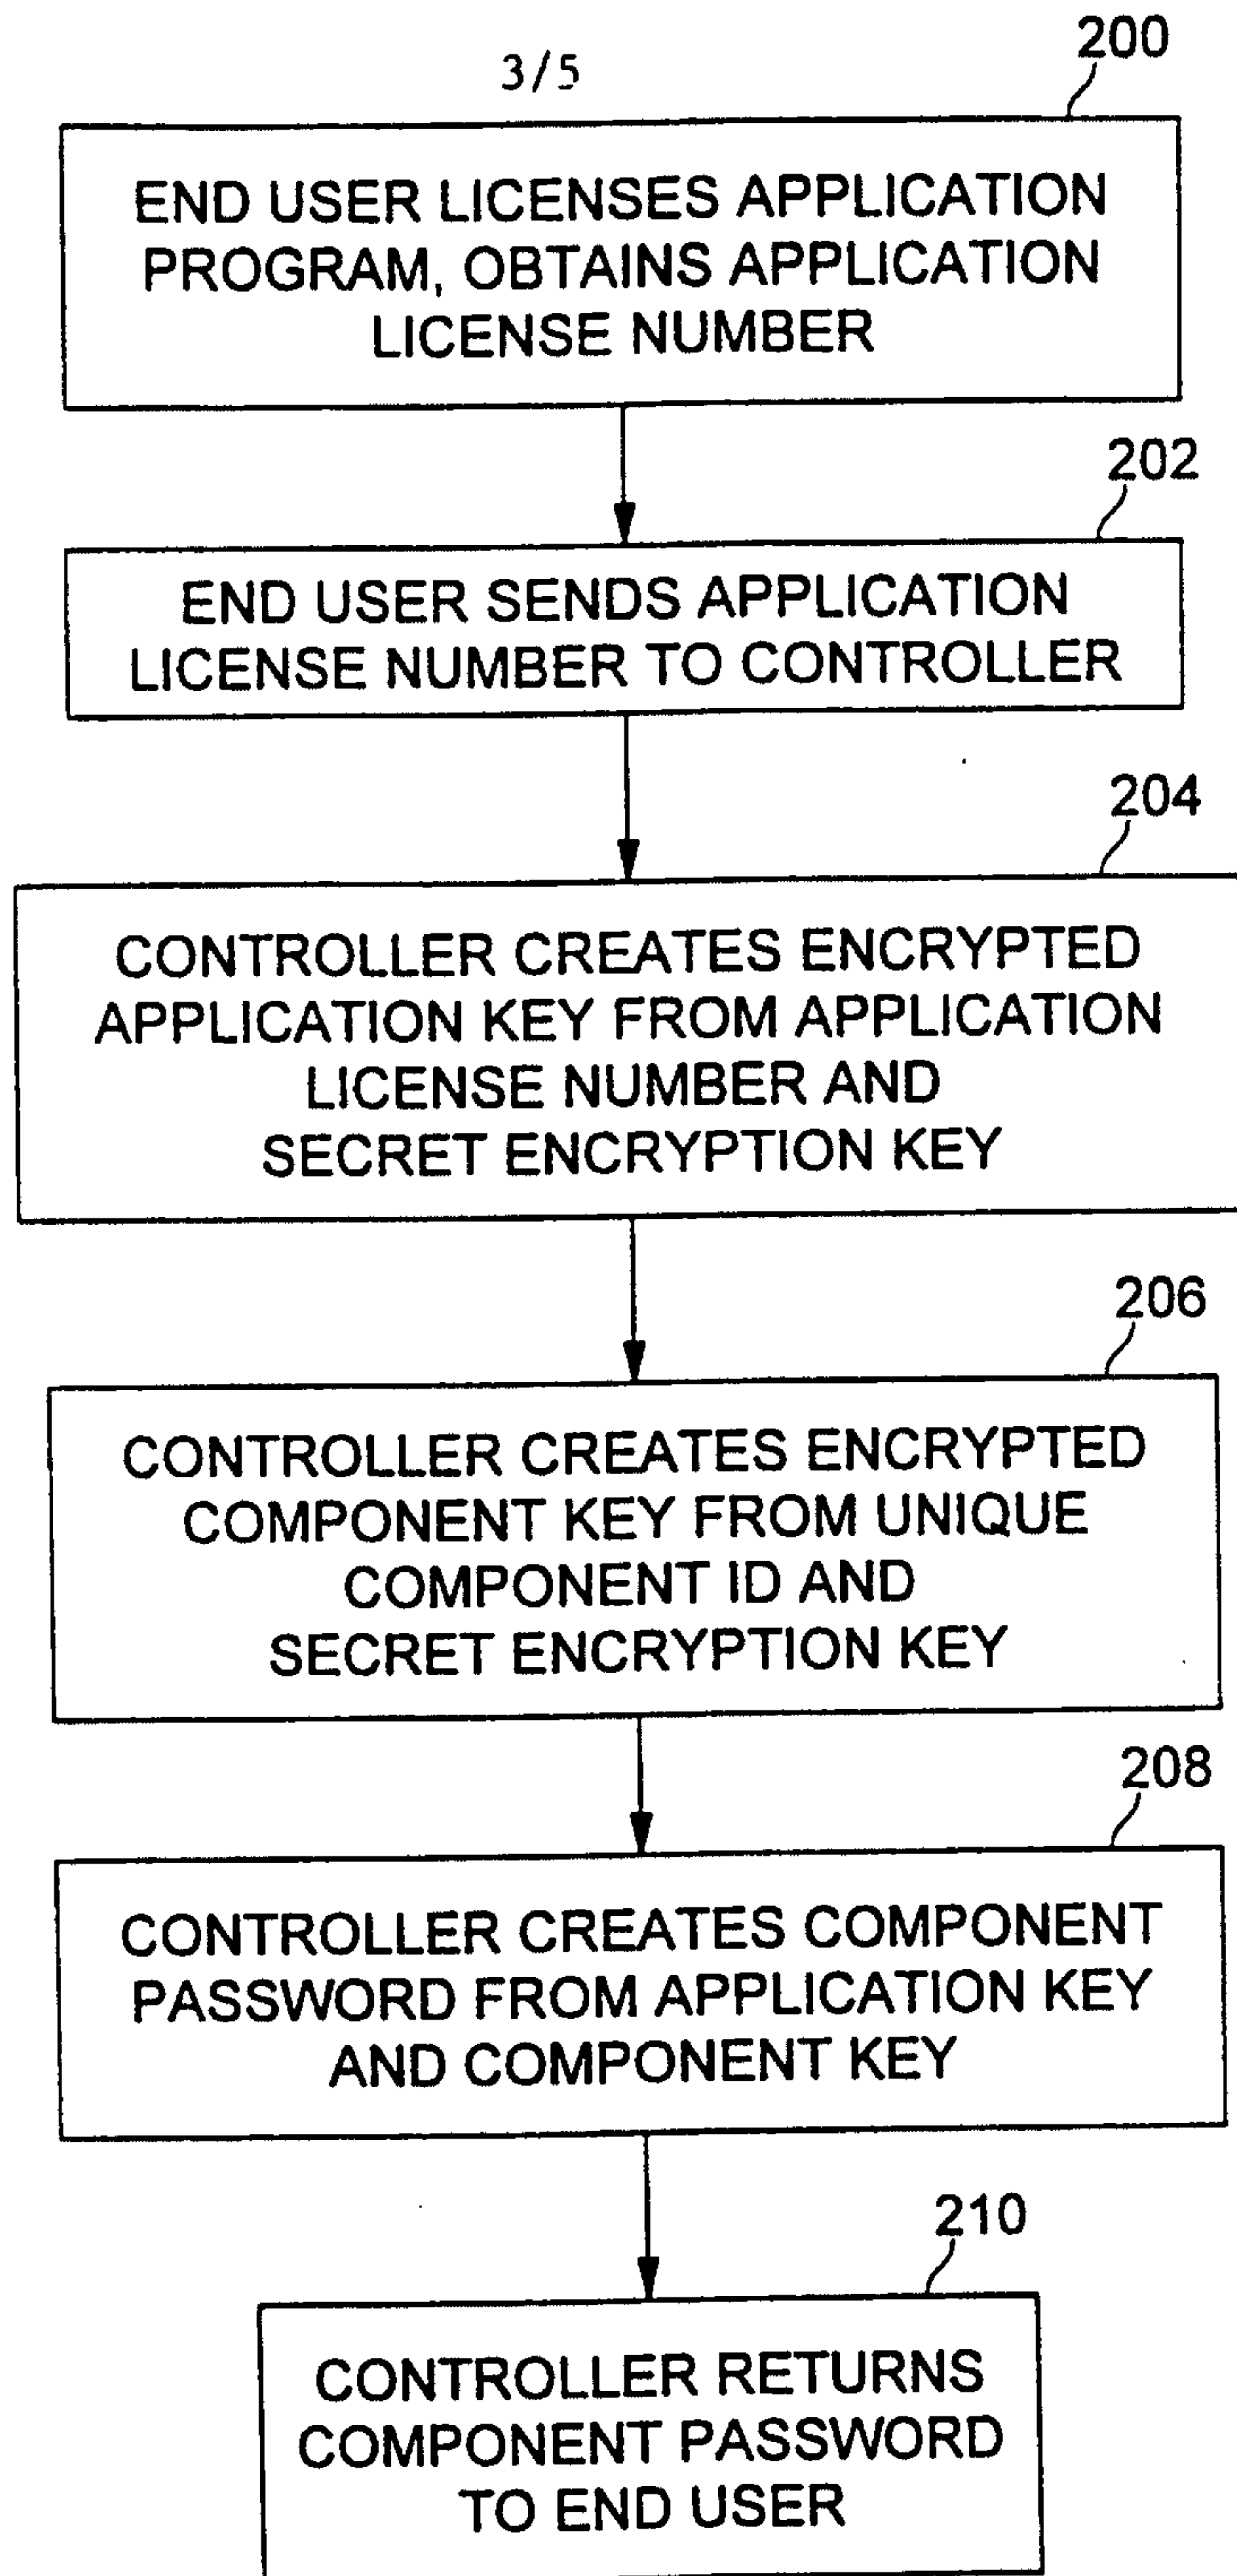 3/5
200
END USER LICENSES APPLICATION
PROGRAM, OBTAINS APPLICATION
LICENSE NUMBER
202
END USER SENDS APPLICATION
LICENSE NUMBER TO CONTROLLER
204
CONTROLLER CREATES ENCRYPTED
APPLICATION KEY FROM APPLICATION
LICENSE NUMBER AND
SECRET ENCRYPTION KEY
206
CONTROLLER CREATES ENCRYPTED
COMPONENT KEY FROM UNIQUE
COMPONENT ID AND
SECRET ENCRYPTION KEY
208
CONTROLLER CREATES COMPONENT
PASSWORD FROM APPLICATION KEY
AND COMPONENT KEY
210
CONTROLLER RETURNS
COMPONENT PASSWORD
TO END USER